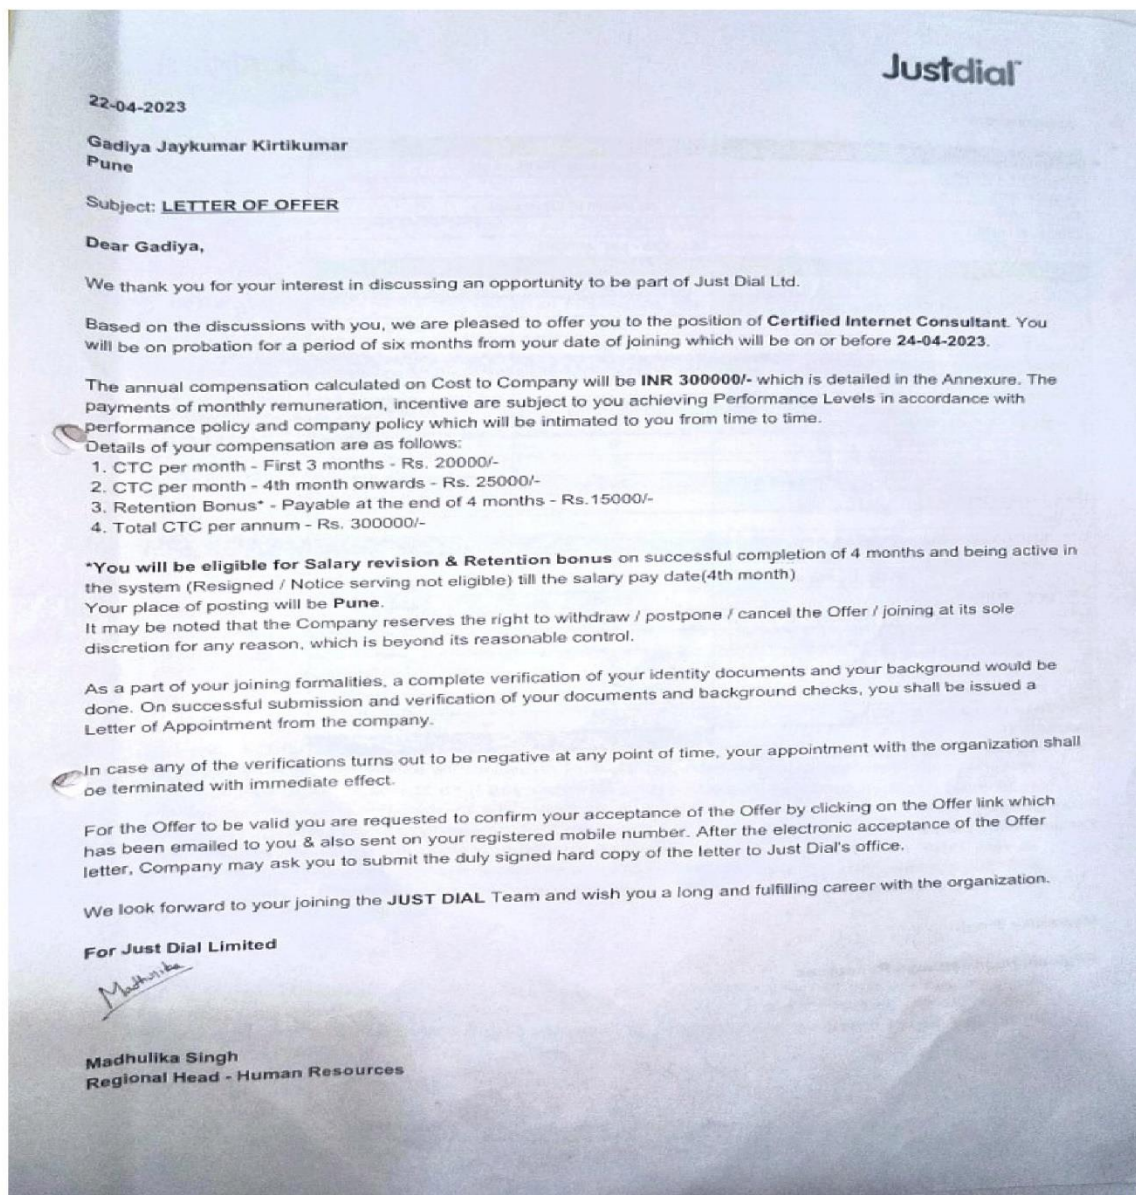 Justdial™
22-04-2023
Gadiya Jaykumar Kirtikumar
Pune
Subject: LETTER OF OFFER
Dear Gadiya,
We thank you for your interest in discussing an opportunity to be part of Just Dial Ltd.
Based on the discussions with you, we are pleased to offer you to the position of Certified Internet Consultant. You
will be on probation for a period of six months from your date of joining which will be on or before 24-04-2023.
The annual compensation calculated on Cost to Company will be INR 300000/- which is detailed in the Annexure. The
payments of monthly remuneration, incentive are subject to you achieving Performance Levels in accordance with
performance policy and company policy which will be intimated to you from time to time.
Details of your compensation are as follows:
1. CTC per month - First 3 months - Rs. 20000/-
2. CTC per month - 4th month onwards - Rs. 25000/-
3. Retention Bonus* - Payable at the end of 4 months - Rs.15000/-
4. Total CTC per annum - Rs. 300000/-
*You will be eligible for Salary revision & Retention bonus on successful completion of 4 months and being active in
the system (Resigned / Notice serving not eligible) till the salary pay date(4th month)
Your place of posting will be Pune.
It may be noted that the Company reserves the right to withdraw / postpone / cancel the Offer / joining at its sole
discretion for any reason, which is beyond its reasonable control.
As a part of your joining formalities, a complete verification of your identity documents and your background would be
done. On successful submission and verification of your documents and background checks, you shall be issued a
Letter of Appointment from the company.
In case any of the verifications turns out to be negative at any point of time, your appointment with the organization shall
be terminated with immediate effect.
For the Offer to be valid you are requested to confirm your acceptance of the Offer by clicking on the Offer link which
has been emailed to you & also sent on your registered mobile number. After the electronic acceptance of the Offer
letter, Company may ask you to submit the duly signed hard copy of the letter to Just Dial's office.
We look forward to your joining the JUST DIAL Team and wish you a long and fulfilling career with the organization.
For Just Dial Limited
Madhulika
Madhulika Singh
Regional Head - Human Resources